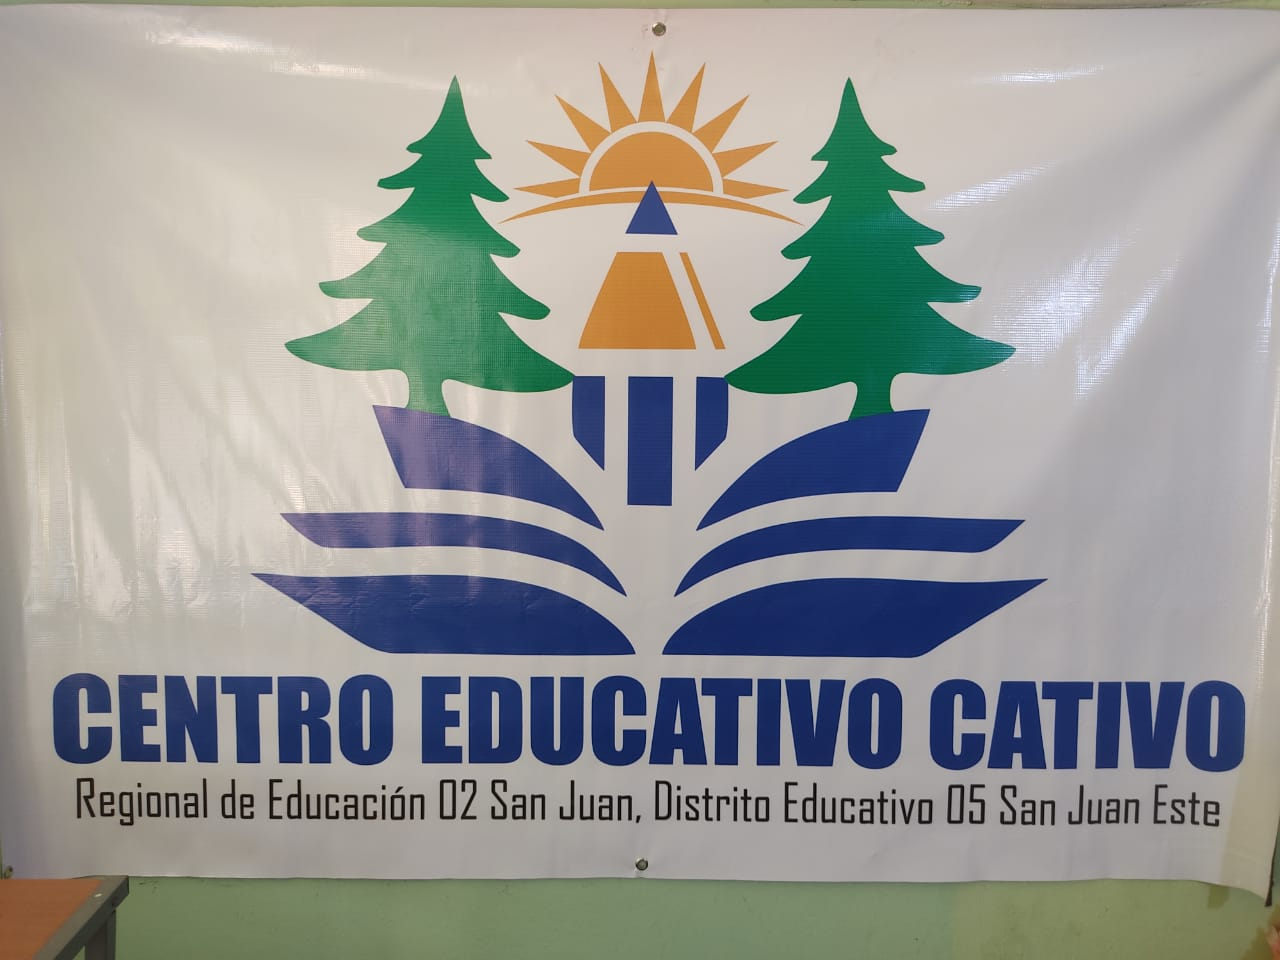 CENTRO EDUCATIVO CATIVO
Regional de Educación 02 San Juan, Distrito Educativo 05 San Juan Este